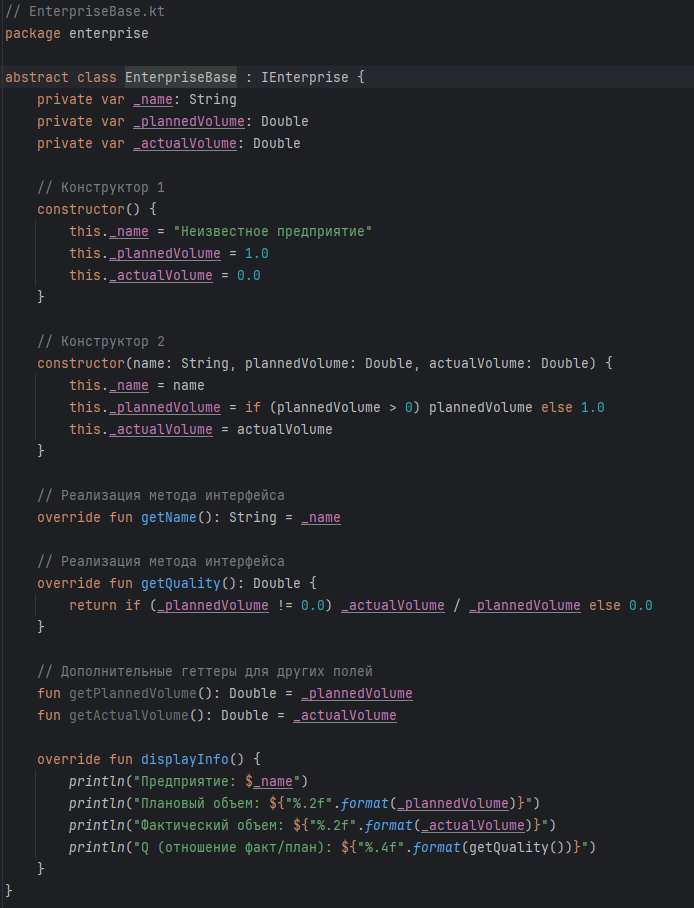 // EnterpriseBase.kt
package enterprise

abstract class EnterpriseBase : IEnterprise {
    private var _name: String
    private var _plannedVolume: Double
    private var _actualVolume: Double

    // Конструктор 1
    constructor() {
        this._name = "Неизвестное предприятие"
        this._plannedVolume = 1.0
        this._actualVolume = 0.0
    }

    // Конструктор 2
    constructor(name: String, plannedVolume: Double, actualVolume: Double) {
        this._name = name
        this._plannedVolume = if (plannedVolume > 0) plannedVolume else 1.0
        this._actualVolume = actualVolume
    }

    // Реализация метода интерфейса
    override fun getName(): String = _name

    // Реализация метода интерфейса
    override fun getQuality(): Double {
        return if (_plannedVolume != 0.0) _actualVolume / _plannedVolume else 0.0
    }

    // Дополнительные геттеры для других полей
    fun getPlannedVolume(): Double = _plannedVolume
    fun getActualVolume(): Double = _actualVolume

    override fun displayInfo() {
        println("Предприятие: $_name")
        println("Плановый объем: ${"%.2f".format(_plannedVolume)}")
        println("Фактический объем: ${"%.2f".format(_actualVolume)}")
        println("Q (отношение факт/план): ${"%.4f".format(getQuality())}")
    }
}